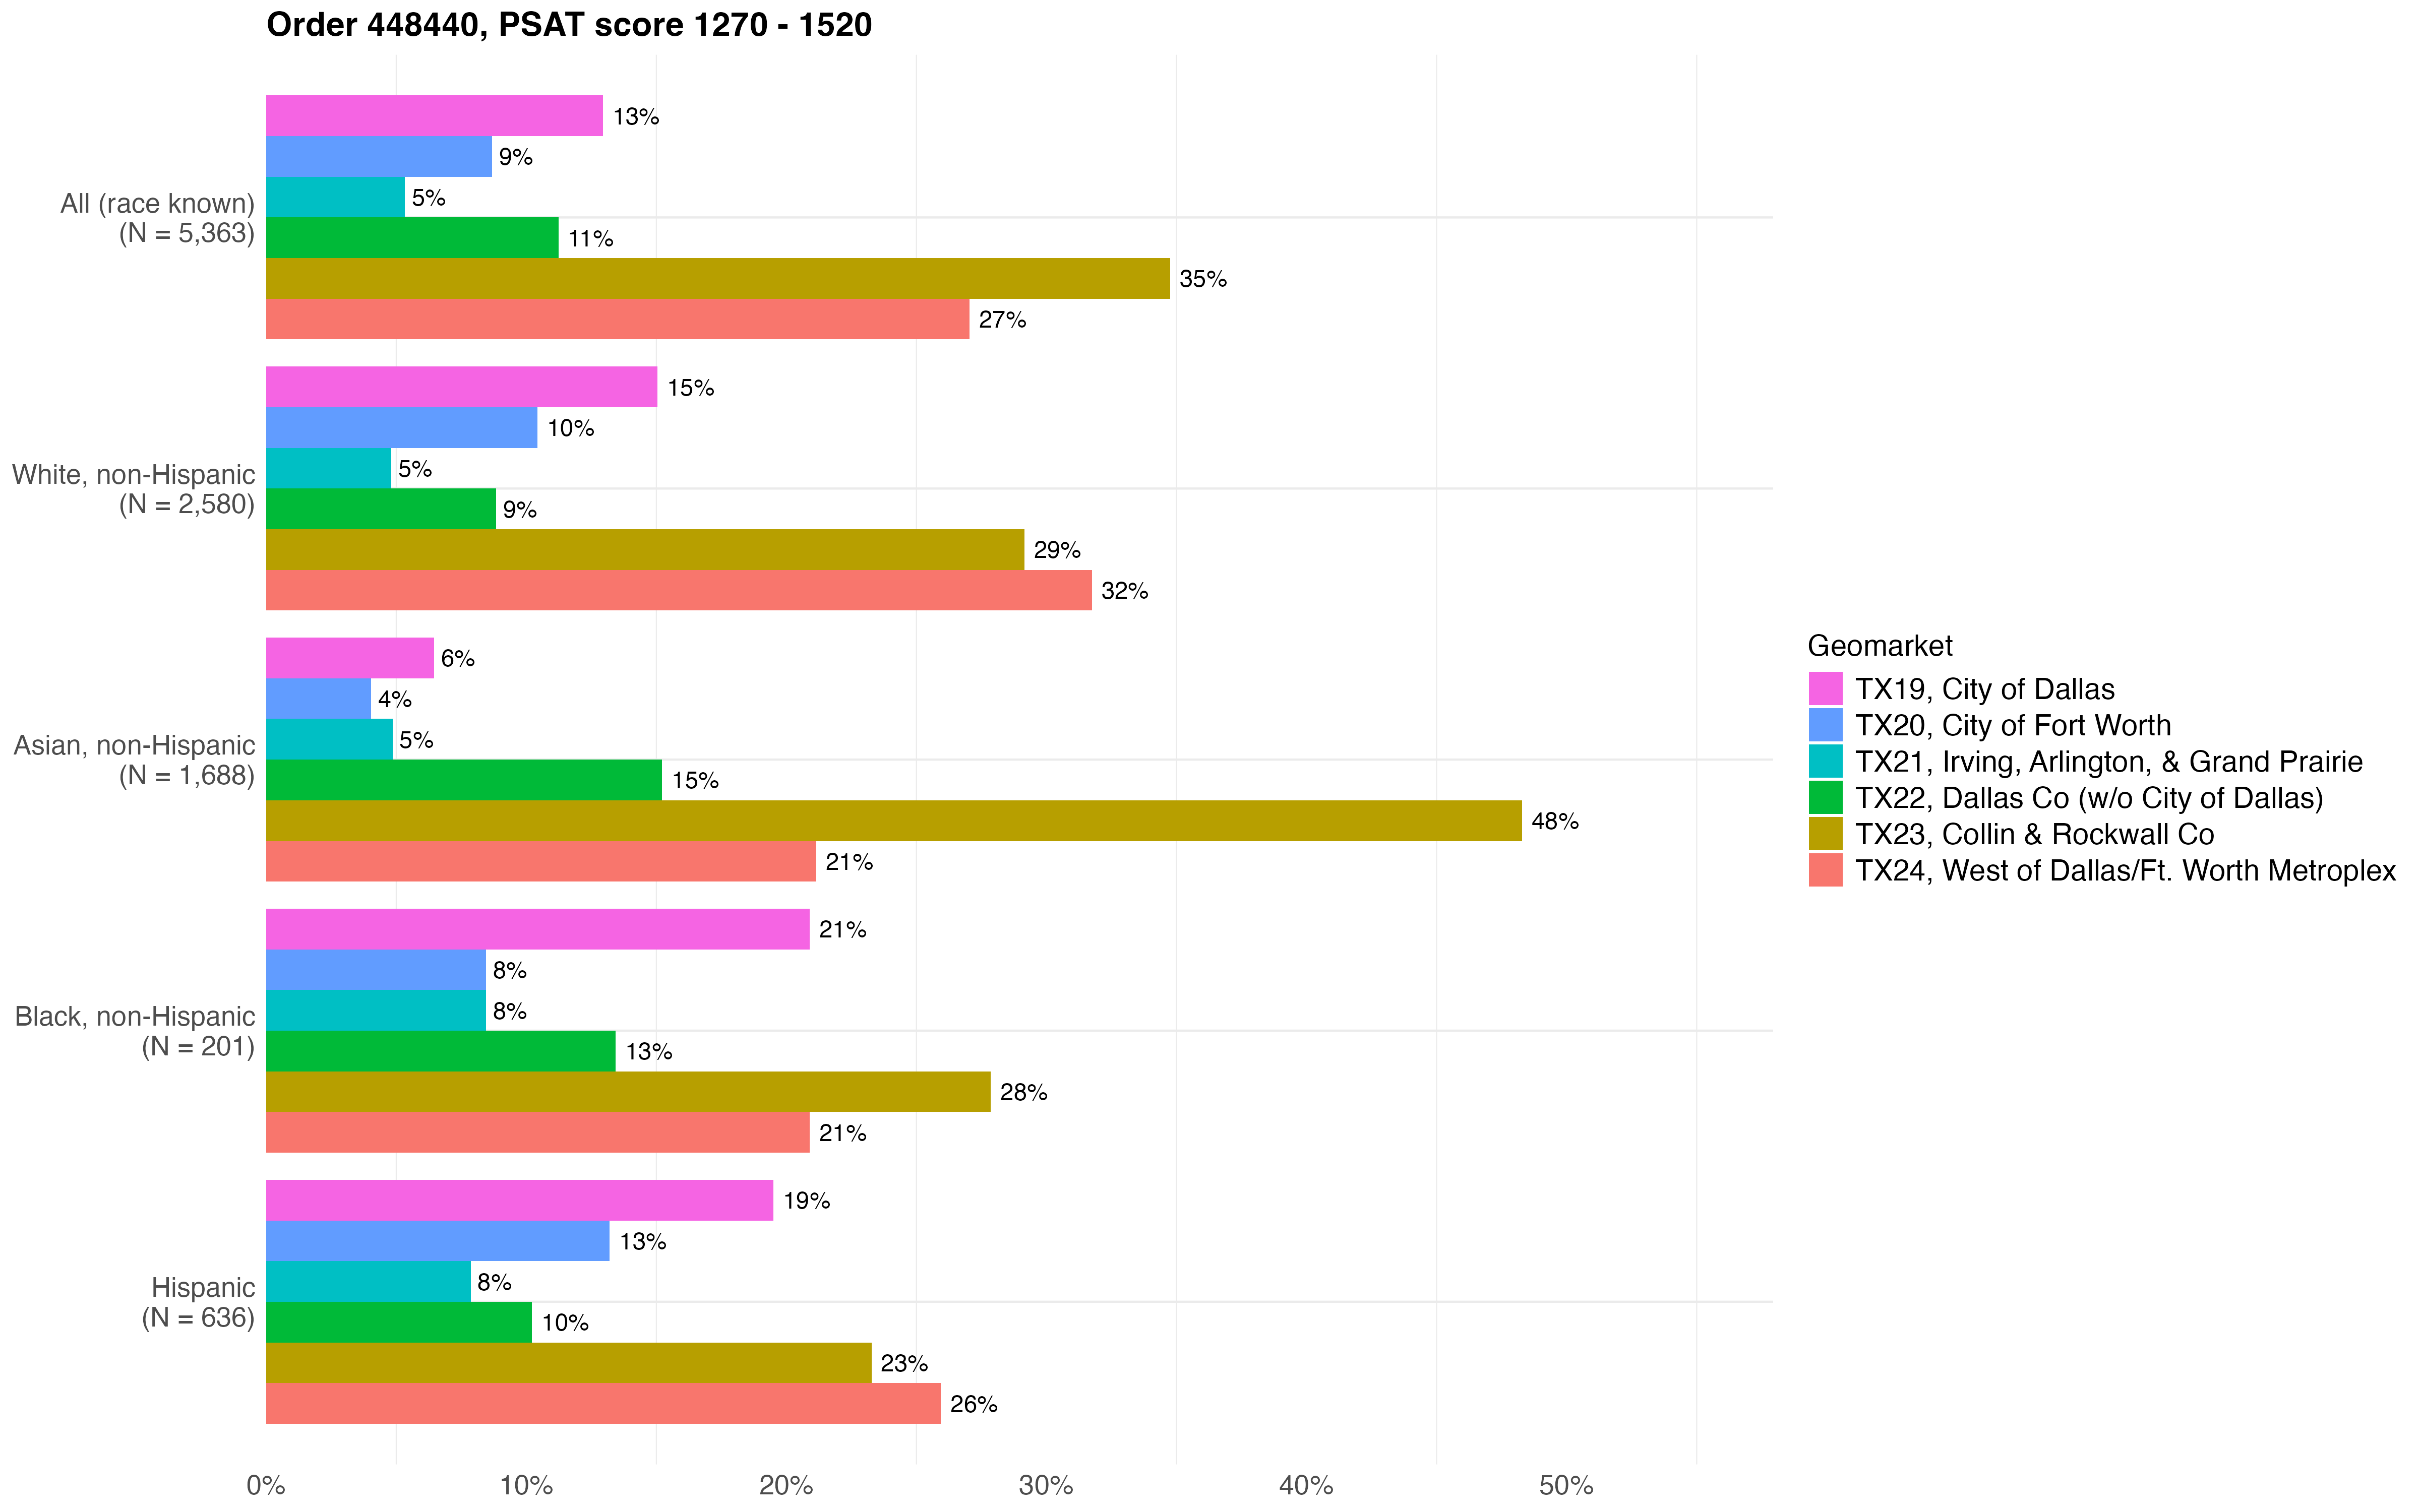 Order 448440, PSAT score 1270 - 1520
All (race known)
(N = 5,363)
13%
9%
5%
11%
35%
27%
White, non-Hispanic
(N = 2,580)
15%
10%
5%
9%
29%
32%
Asian, non-Hispanic
(N = 1,688)
6%
4%
5%
15%
48%
21%
Black, non-Hispanic
(N = 201)
21%
8%
8%
13%
28%
21%
Hispanic
(N = 636)
19%
13%
8%
10%
23%
26%
0%
10%
20%
30%
40%
50%
Geomarket
TX19, City of Dallas
TX20, City of Fort Worth
TX21, Irving, Arlington, & Grand Prairie
TX22, Dallas Co (w/o City of Dallas)
TX23, Collin & Rockwall Co
TX24, West of Dallas/Ft. Worth Metroplex